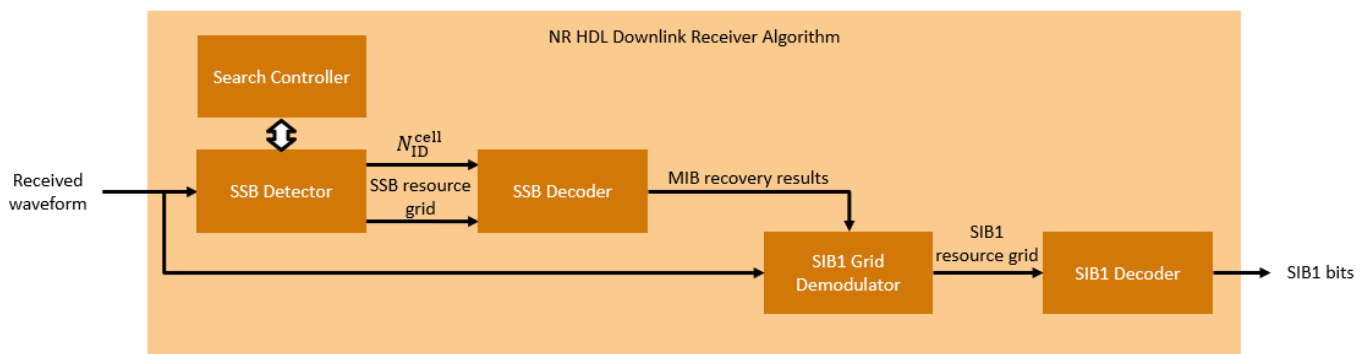 NR HDL Downlink Receiver Algorithm
Search Controller
Received
waveform
SSB Detector
N_ID^cell
SSB resource
grid
SSB Decoder
MIB recovery results
SIB1 Grid
Demodulator
SIB1
resource grid
SIB1 Decoder
SIB1 bits